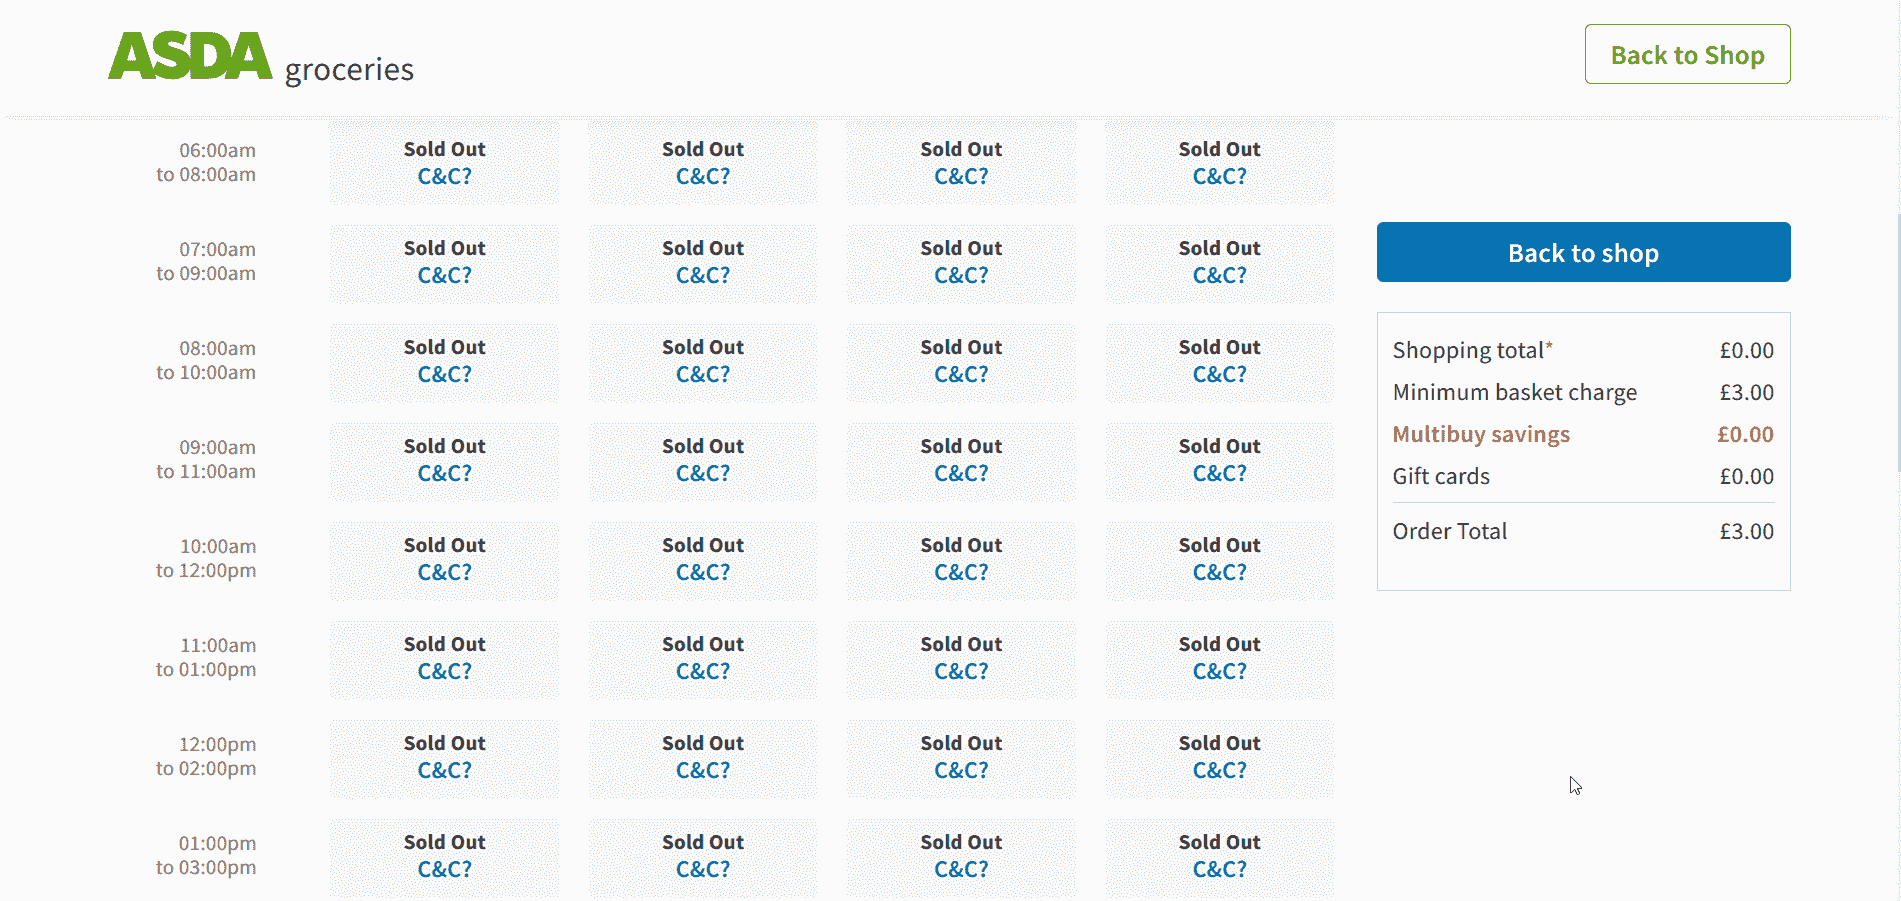 ASDA groceries
Back to Shop
06:00am Sold Out Sold Out Sold Out Sold Out
to 08:00am C&C? C&C? C&C? C&C?
07:00am Sold Out Sold Out Sold Out Sold Out
to 09:00am C&C? C&C? C&C? C&C?
08:00am Sold Out Sold Out Sold Out Sold Out
to 10:00am C&C? C&C? C&C? C&C?
09:00am Sold Out Sold Out Sold Out Sold Out
to 11:00am C&C? C&C? C&C? C&C?
10:00am Sold Out Sold Out Sold Out Sold Out
to 12:00pm C&C? C&C? C&C? C&C?
11:00am Sold Out Sold Out Sold Out Sold Out
to 01:00pm C&C? C&C? C&C? C&C?
12:00pm Sold Out Sold Out Sold Out Sold Out
to 02:00pm C&C? C&C? C&C? C&C?
01:00pm Sold Out Sold Out Sold Out Sold Out
to 03:00pm C&C? C&C? C&C? C&C?
Back to shop
Shopping total* £0.00
Minimum basket charge £3.00
Multibuy savings £0.00
Gift cards £0.00
Order Total £3.00